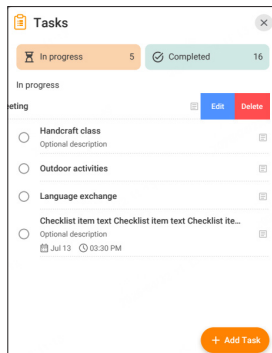 Tasks
In progress 5
Completed 16
In progress
eting
Edit
Delete
Handcraft class
Optional description
Outdoor activities
Language exchange
Checklist item text Checklist item text Checklist ite...
Optional description
Jul 13 03:30 PM
+ Add Task